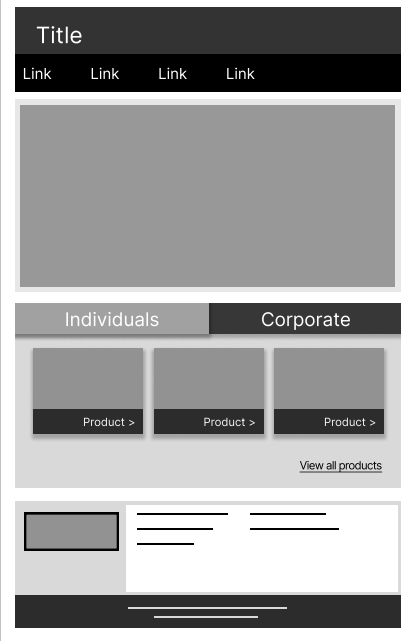 Title
Link Link Link Link
Individuals Corporate
Product > Product > Product >
View all products